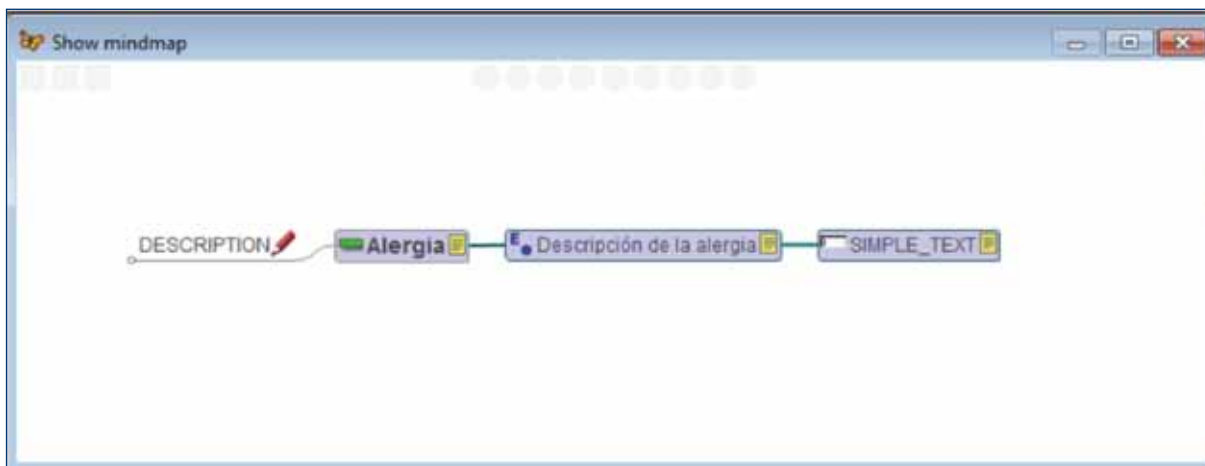 Show mindmap
DESCRIPTION Alergia Descripción de la alergia SIMPLE_TEXT